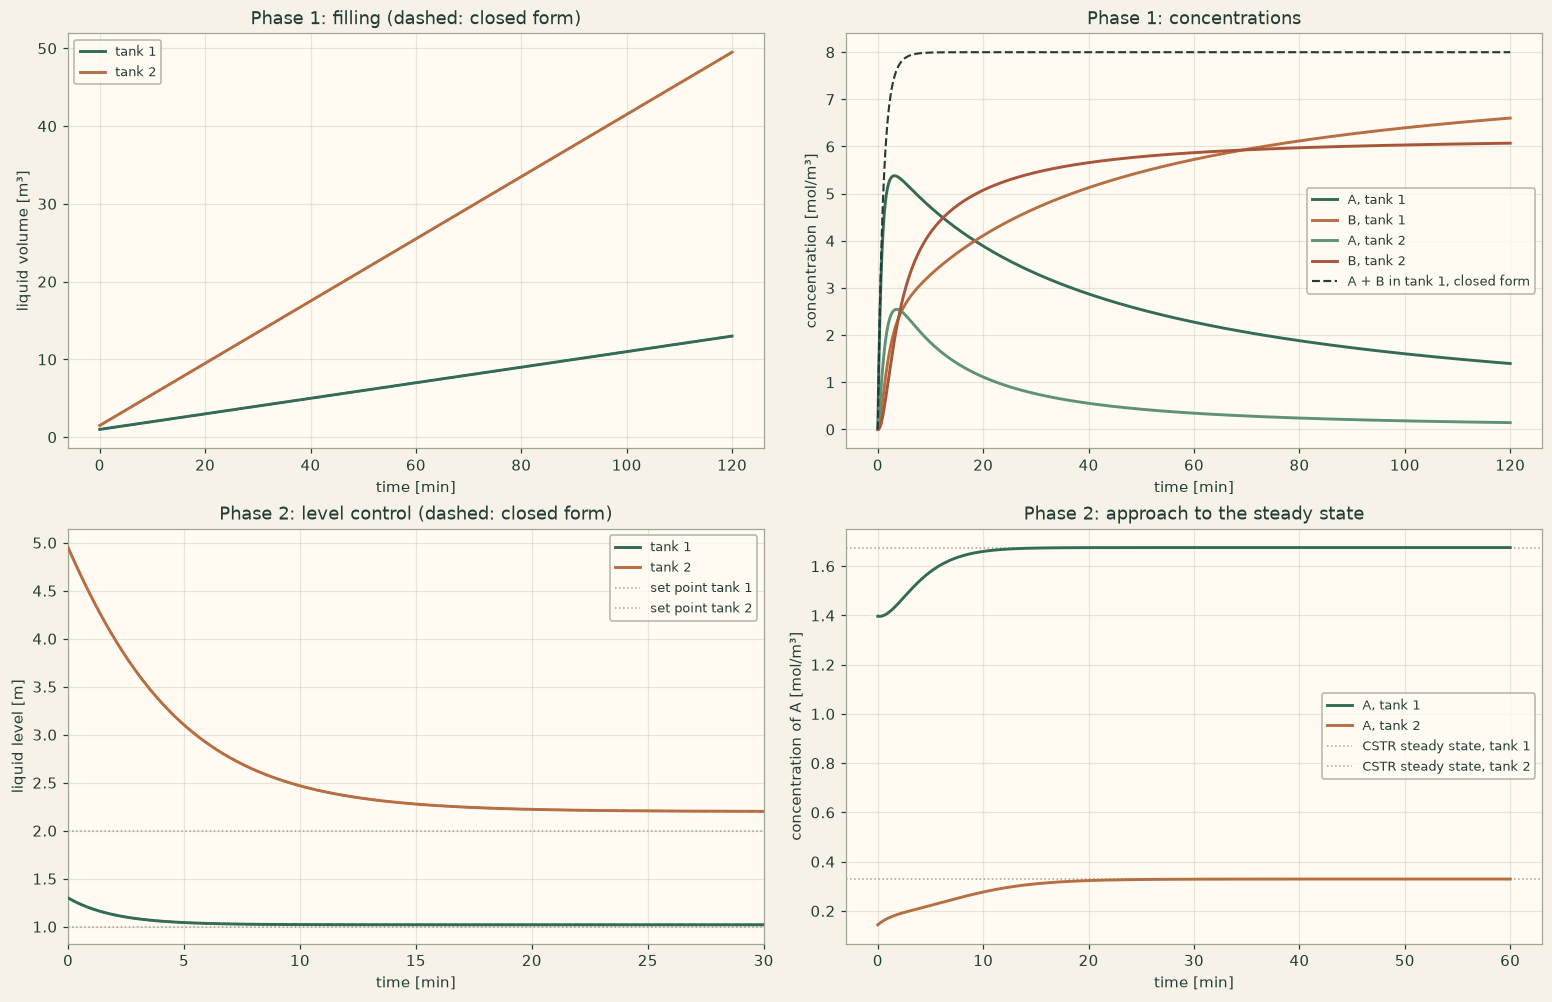 Phase 1: filling (dashed: closed form)
liquid volume [m³]
50
40
30
20
10
0
tank 1
tank 2
0 20 40 60 80 100 120
time [min]
Phase 1: concentrations
concentration [mol/m³]
8
7
6
5
4
3
2
1
0
A, tank 1
B, tank 1
A, tank 2
B, tank 2
A + B in tank 1, closed form
0 20 40 60 80 100 120
time [min]
Phase 2: level control (dashed: closed form)
liquid level [m]
5.0
4.5
4.0
3.5
3.0
2.5
2.0
1.5
1.0
tank 1
tank 2
set point tank 1
set point tank 2
0 5 10 15 20 25 30
time [min]
Phase 2: approach to the steady state
concentration of A [mol/m³]
1.6
1.4
1.2
1.0
0.8
0.6
0.4
0.2
A, tank 1
A, tank 2
CSTR steady state, tank 1
CSTR steady state, tank 2
0 10 20 30 40 50 60
time [min]